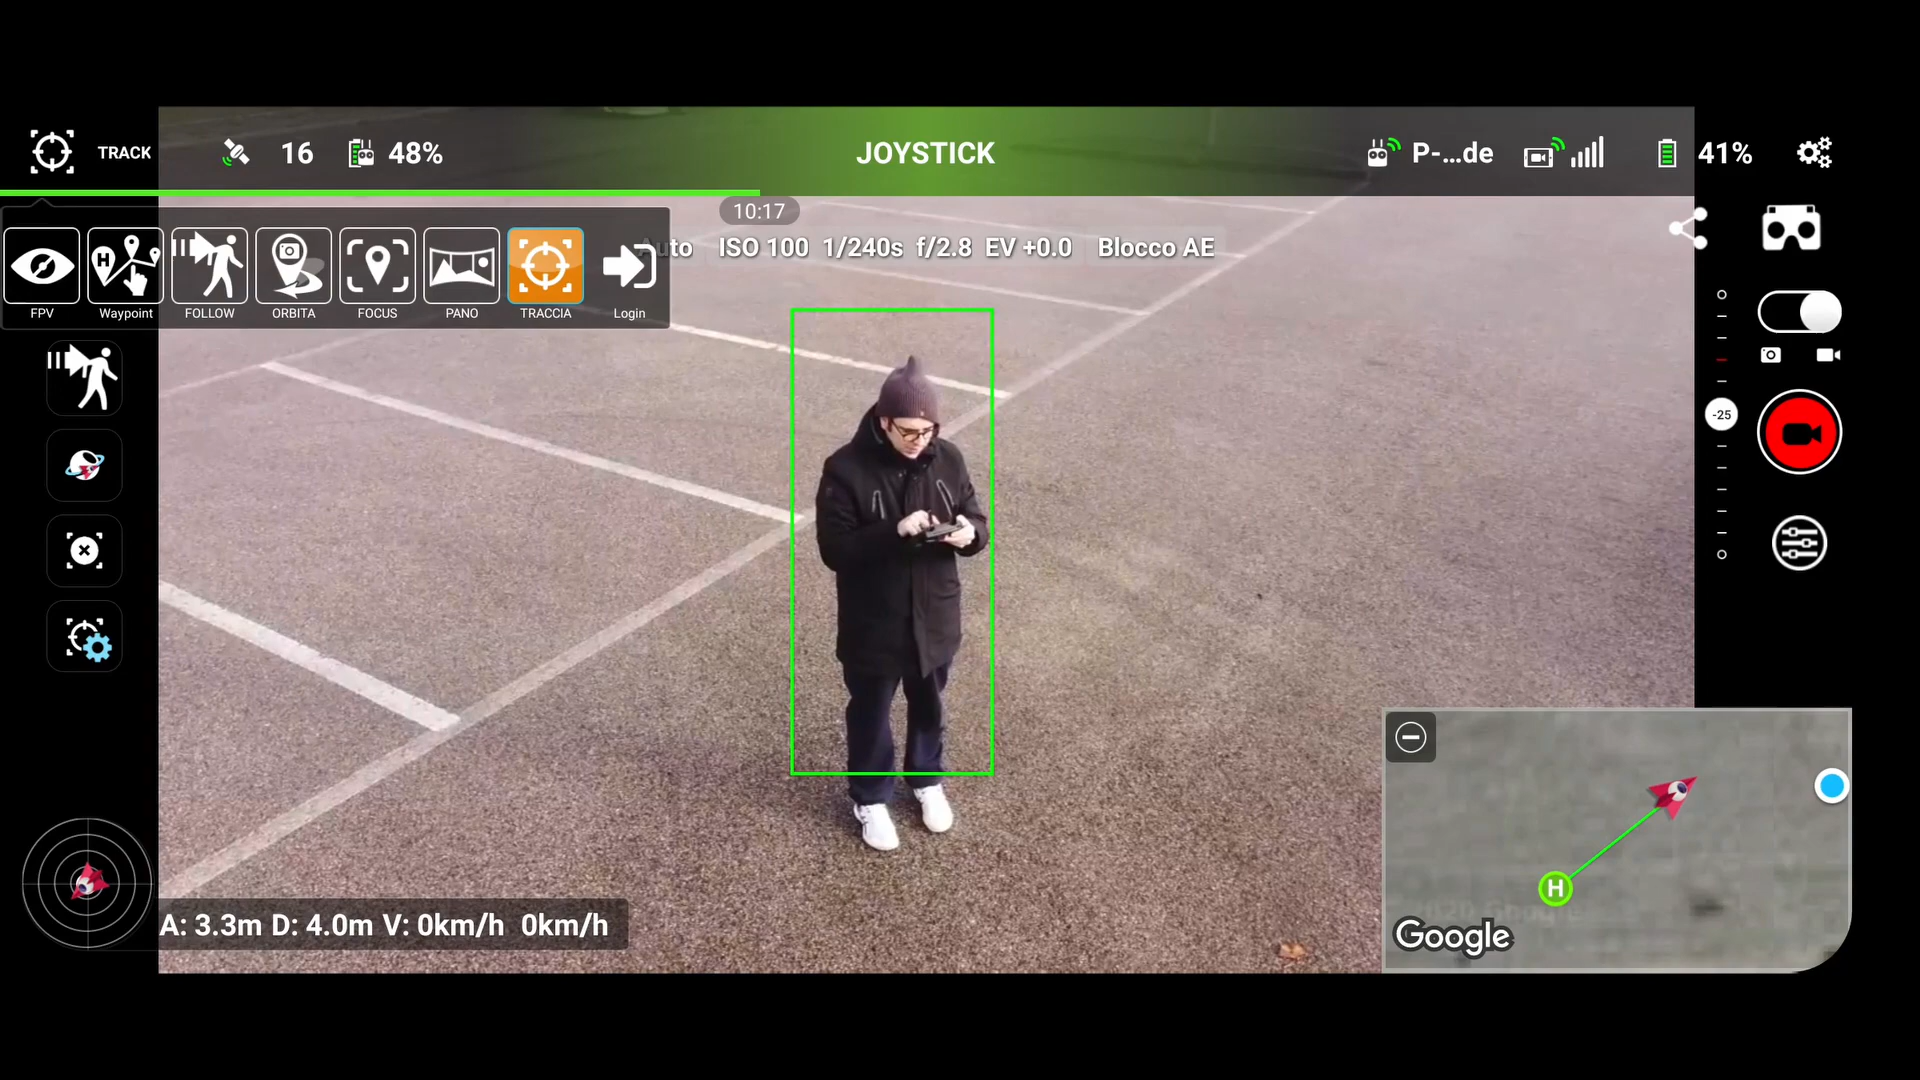 TRACK
16
48%
JOYSTICK
P-...de
41%
10:17
Auto ISO 100 1/240s f/2.8 EV +0.0 Blocco AE
H
FPV
Waypoint
FOLLOW
ORBITA
FOCUS
PANO
TRACCIA
Login
-25
A: 3.3m D: 4.0m V: 0km/h 0km/h
H
Google